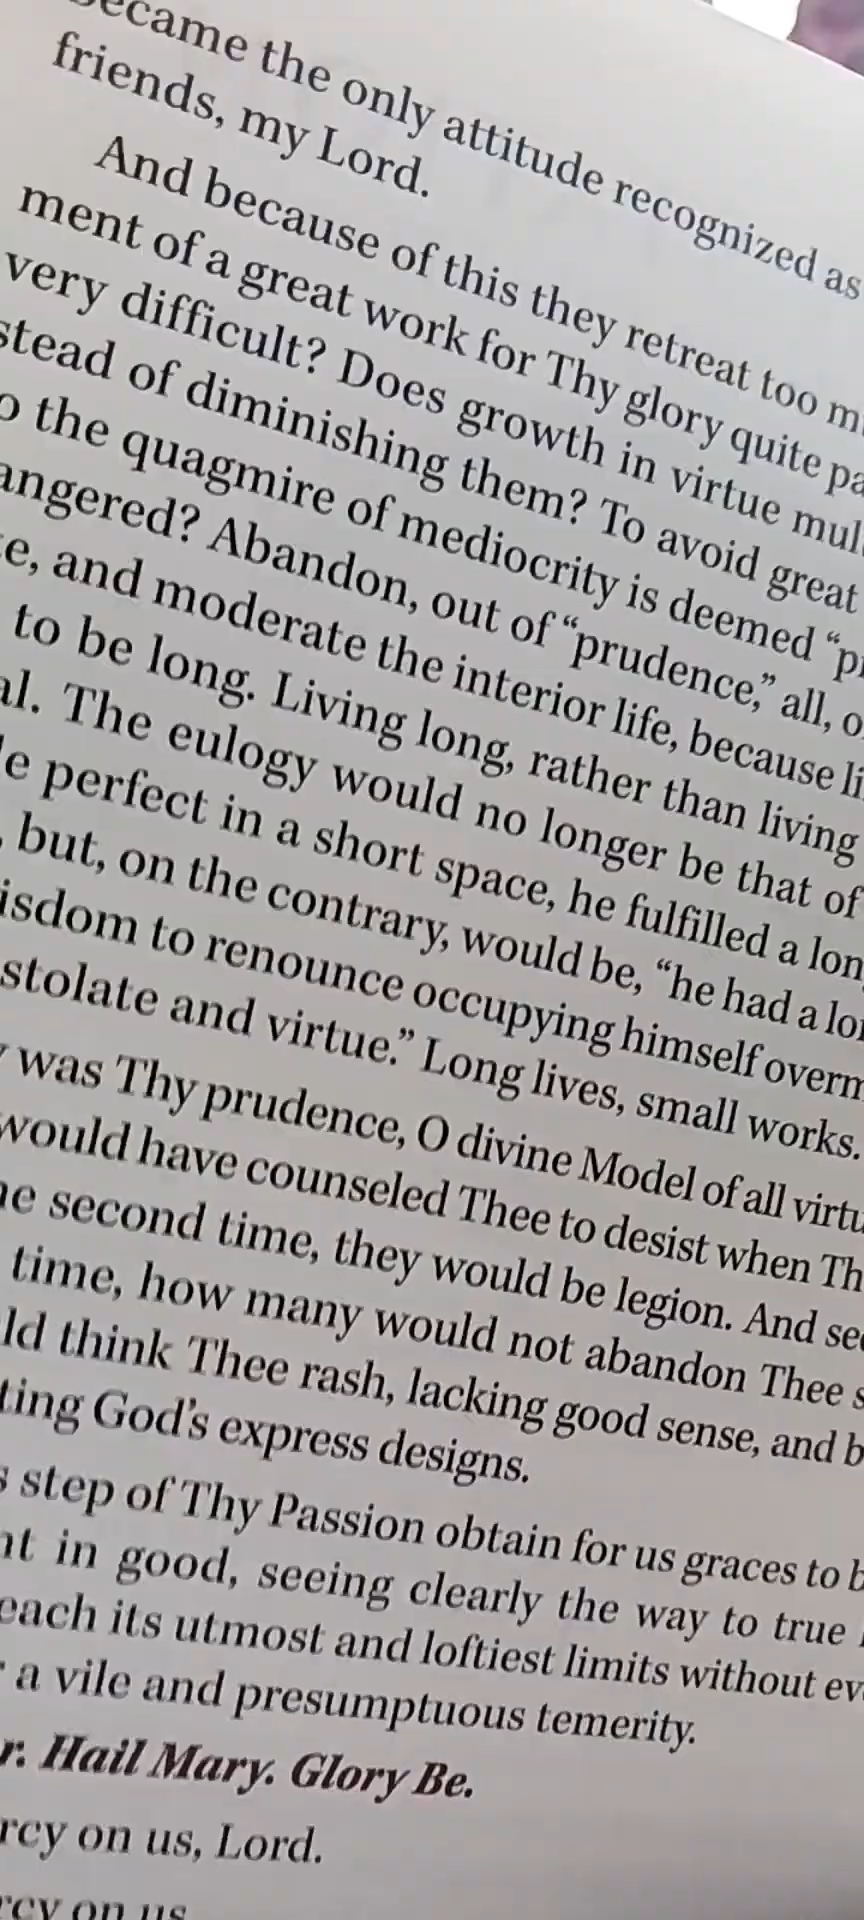 became the only attitude recognized as
friends, my Lord.
And because of this they retreat too m
ment of a great work for Thy glory quite pa
very difficult? Does growth in virtue mul
stead of diminishing them? To avoid great
o the quagmire of mediocrity is deemed “pr
angered? Abandon, out of “prudence,” all, o
e, and moderate the interior life, because li
to be long. Living long, rather than living
al. The eulogy would no longer be that of
le perfect in a short space, he fulfilled a lon
, but, on the contrary, would be, “he had a lon
isdom to renounce occupying himself overm
stolate and virtue.” Long lives, small works.
y was Thy prudence, O divine Model of all virtu
would have counseled Thee to desist when Th
he second time, they would be legion. And see
time, how many would not abandon Thee s
ld think Thee rash, lacking good sense, and b
ting God’s express designs.
s step of Thy Passion obtain for us graces to b
nt in good, seeing clearly the way to true
each its utmost and loftiest limits without eve
r a vile and presumptuous temerity.
r. Hail Mary. Glory Be.
rcy on us, Lord.
rcy on us